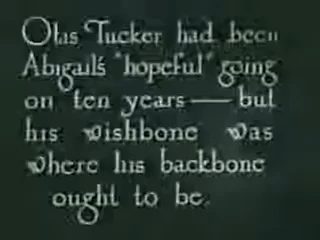 Otis Tucker had been
Abigail's "hopeful" going
on ten years — but
his wishbone was
where his backbone
ought to be.